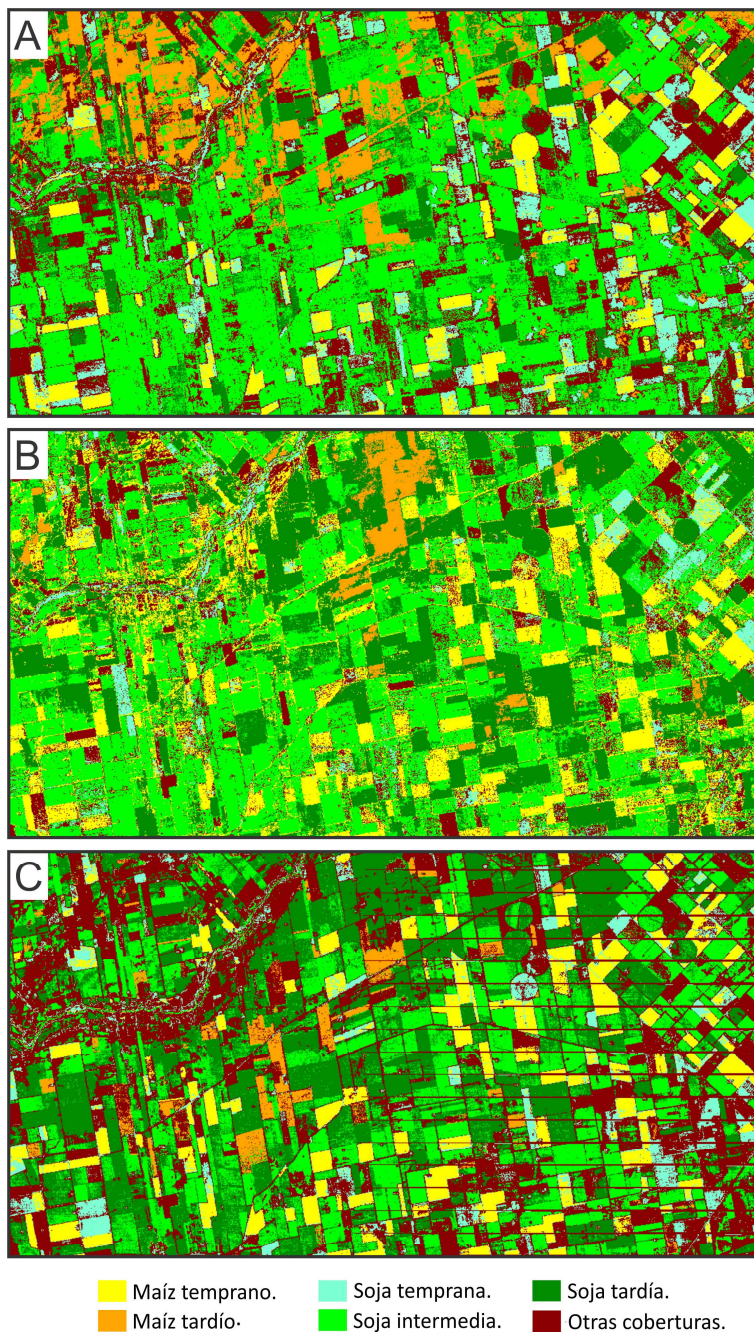 A
B
C
Maíz temprano. Soja temprana. Soja tardía.
Maíz tardío. Soja intermedia. Otras coberturas.